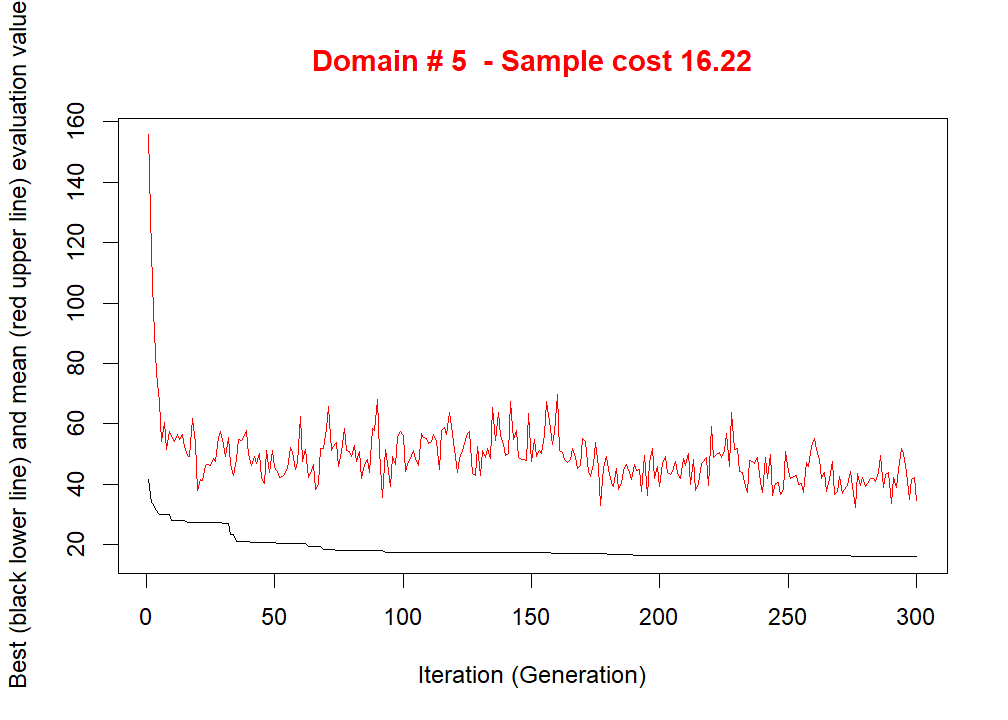 Domain # 5  - Sample cost 16.22
Best (black lower line) and mean (red upper line) evaluation value
160
140
120
100
80
60
40
20
0 50 100 150 200 250 300
Iteration (Generation)